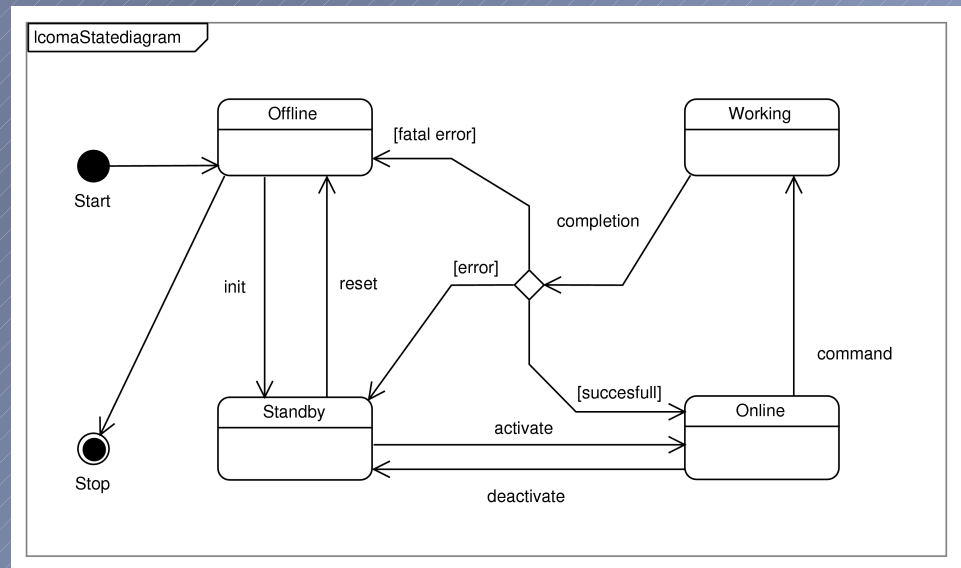 IcomaStatediagram
Offline
Working
[fatal error]
Start
completion
[error]
init
reset
command
[succesfull]
Standby
Online
activate
Stop
deactivate